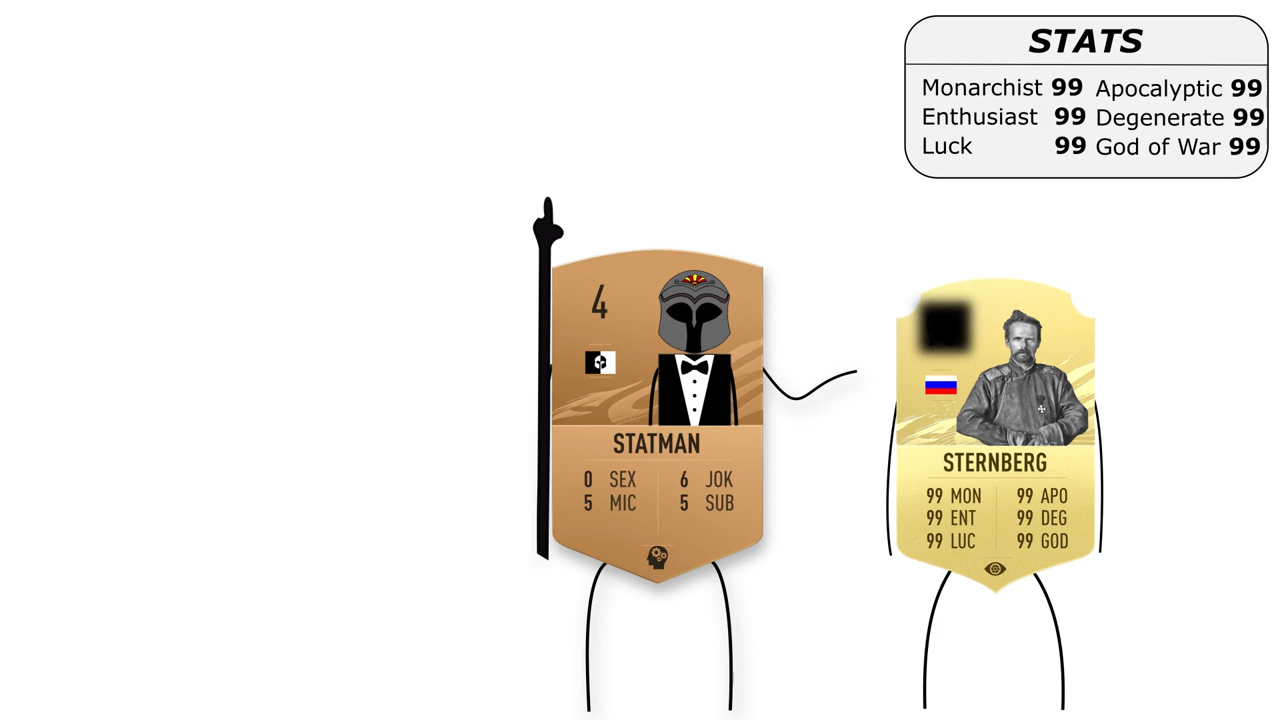 STATS
Monarchist 99 Apocalyptic 99
Enthusiast 99 Degenerate 99
Luck 99 God of War 99
4
STATMAN
0 SEX 6 JOK
5 MIC 5 SUB
STERNBERG
99 MON 99 APO
99 ENT 99 DEG
99 LUC 99 GOD